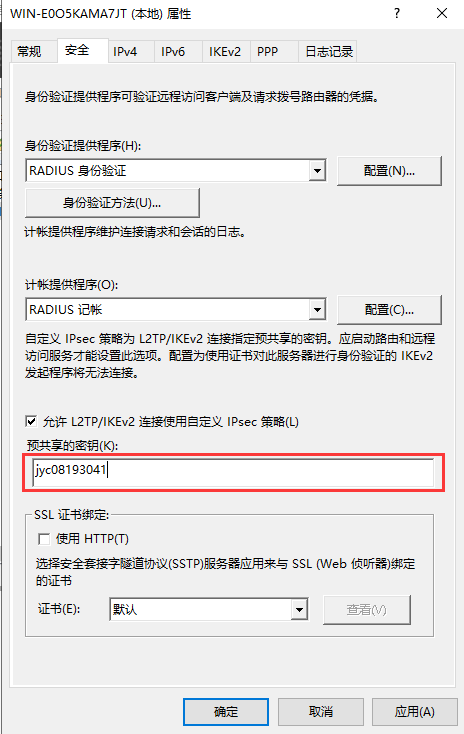 WIN-E0O5KAMA7JT (本地) 属性
常规 安全 IPv4 IPv6 IKEv2 PPP 日志记录
身份验证提供程序可验证远程访问客户端及请求拨号路由器的凭据。
身份验证提供程序(H):
RADIUS 身份验证 配置(N)...
身份验证方法(U)...
计帐提供程序维护连接请求和会话的日志。
计帐提供程序(O):
RADIUS 记帐 配置(C)...
自定义 IPsec 策略为 L2TP/IKEv2 连接指定预共享的密钥。应启动路由和远程
访问服务才能设置此选项。配置为使用证书对此服务器进行身份验证的 IKEv2
发起程序将无法连接。
允许 L2TP/IKEv2 连接使用自定义 IPsec 策略(L)
预共享的密钥(K):
jyc08193041
SSL 证书绑定:
使用 HTTP(T)
选择安全套接字隧道协议(SSTP)服务器应用来与 SSL (Web 侦听器)绑定
的证书
证书(E): 默认 查看(V)
确定 取消 应用(A)